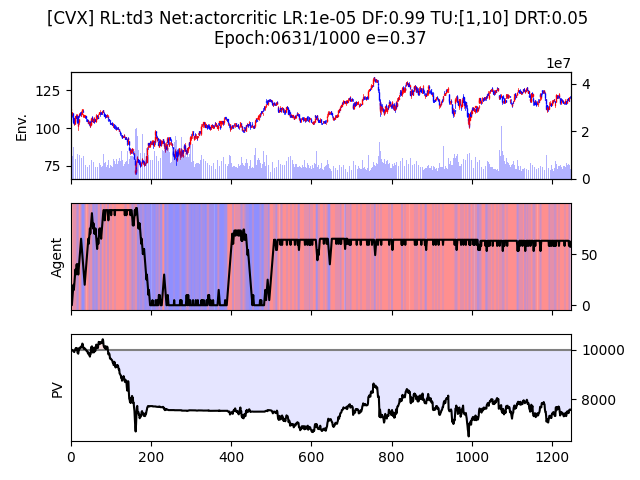 [CVX] RL:td3 Net:actorcritic LR:1e-05 DF:0.99 TU:[1,10] DRT:0.05
Epoch:0631/1000 e=0.37
1e7
125
100
75
Env.
4
2
0
Agent
50
0
PV
10000
8000
0
200
400
600
800
1000
1200